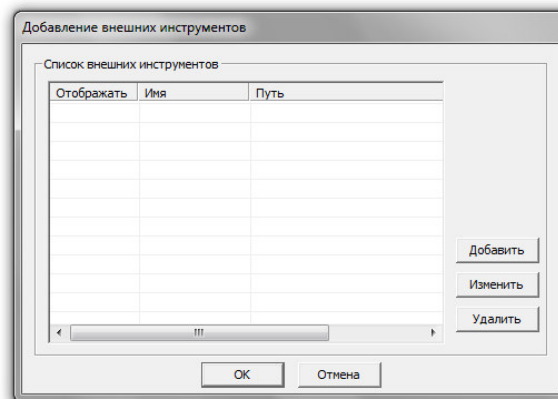 Добавление внешних инструментов
Список внешних инструментов
Отображать Имя Путь
Добавить
Изменить
Удалить
OK Отмена